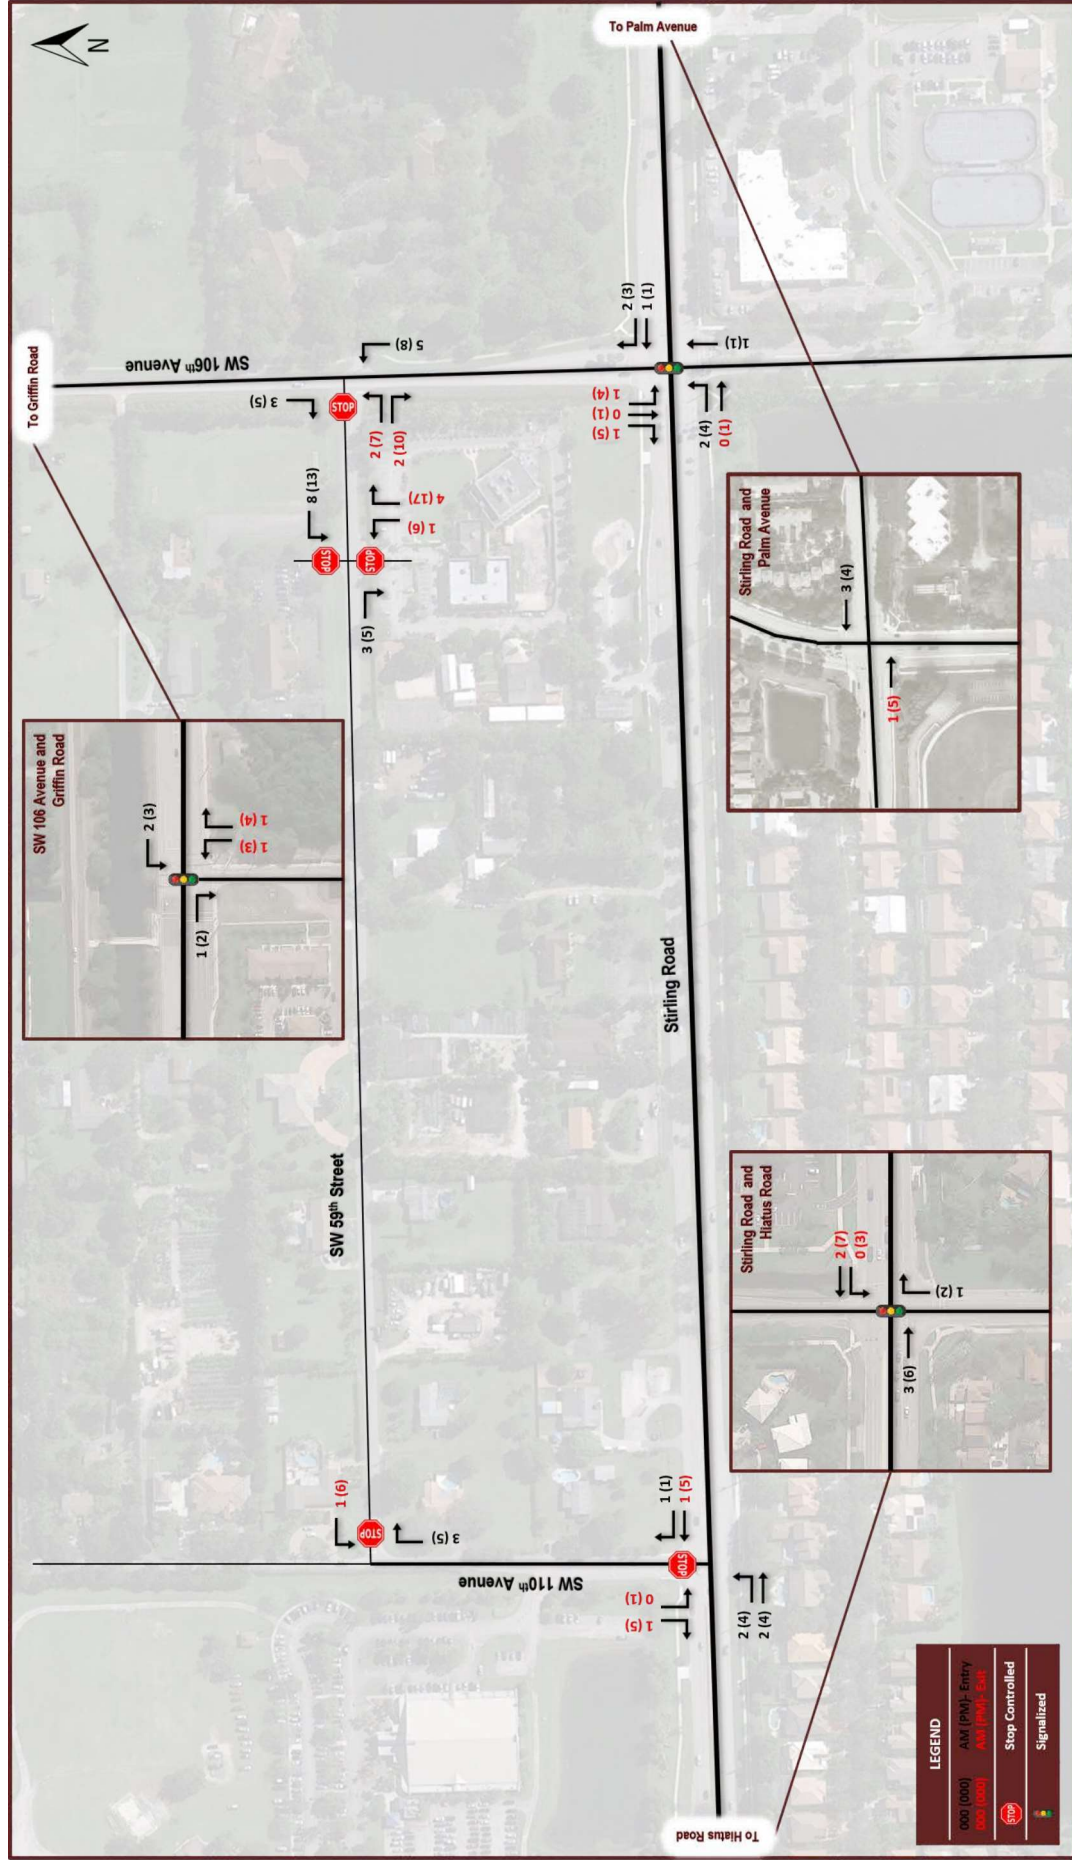 N
To Palm Avenue
To Griffin Road
SW 106th Avenue
3 (5)
5 (8)
STOP
2 (7)
2 (10)
8 (13)
4 (17)
1 (6)
STOP
STOP
3 (5)
2 (3)
1 (1)
1(1)
1 (4)
0 (1)
1 (5)
2 (4)
0 (1)
SW 106 Avenue and
Griffin Road
2 (3)
1 (4)
1 (3)
1 (2)
Stirling Road and
Palm Avenue
3 (4)
1 (5)
Stirling Road
SW 59th Street
Stirling Road and
Hiatus Road
2 (7)
0 (3)
1 (2)
3 (6)
1 (6)
STOP
3 (5)
1 (1)
1 (5)
STOP
SW 110th Avenue
0 (1)
1 (5)
2 (4)
2 (4)
To Hiatus Road
LEGEND
000 (000) AM (PM)- Entry
000 (000) AM (PM)- Exit
STOP Stop Controlled
Signalized